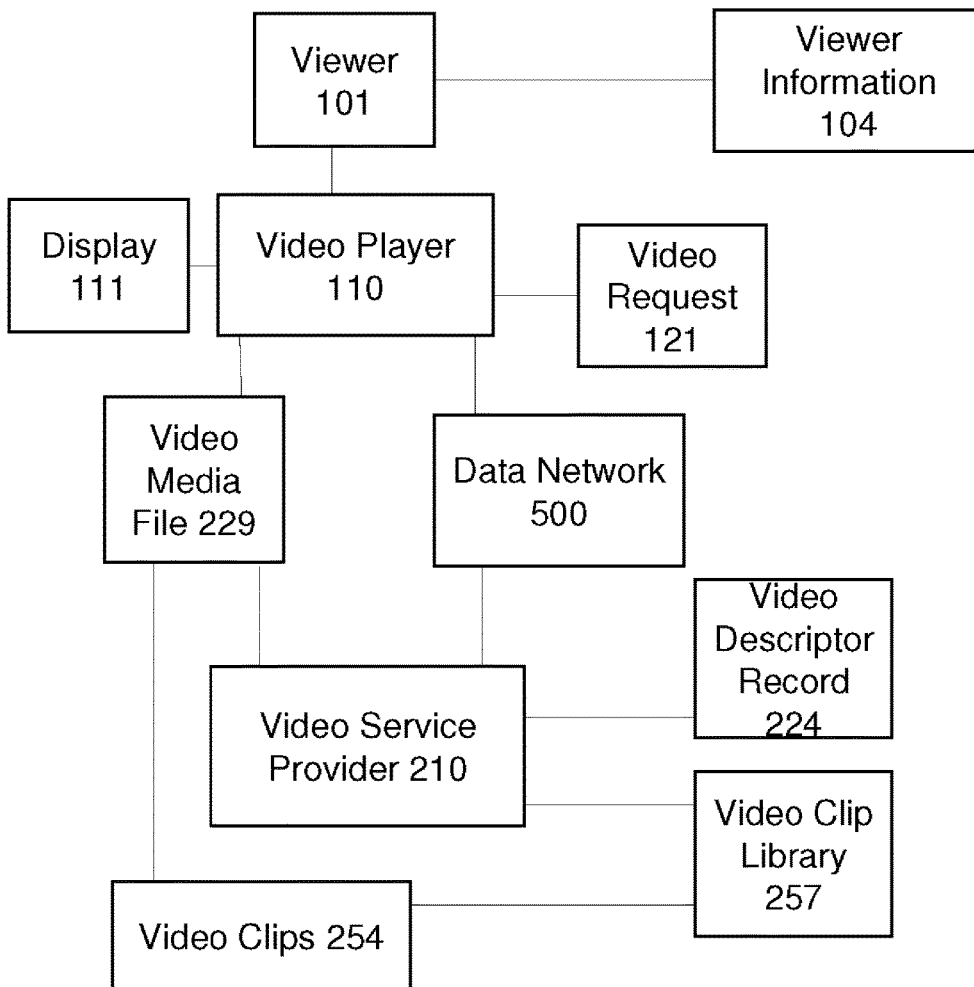 Viewer
101
Viewer
Information
104
Display
111
Video Player
110
Video
Request
121
Video
Media
File 229
Data Network
500
Video
Descriptor
Record
224
Video Service
Provider 210
Video Clip
Library
257
Video Clips 254